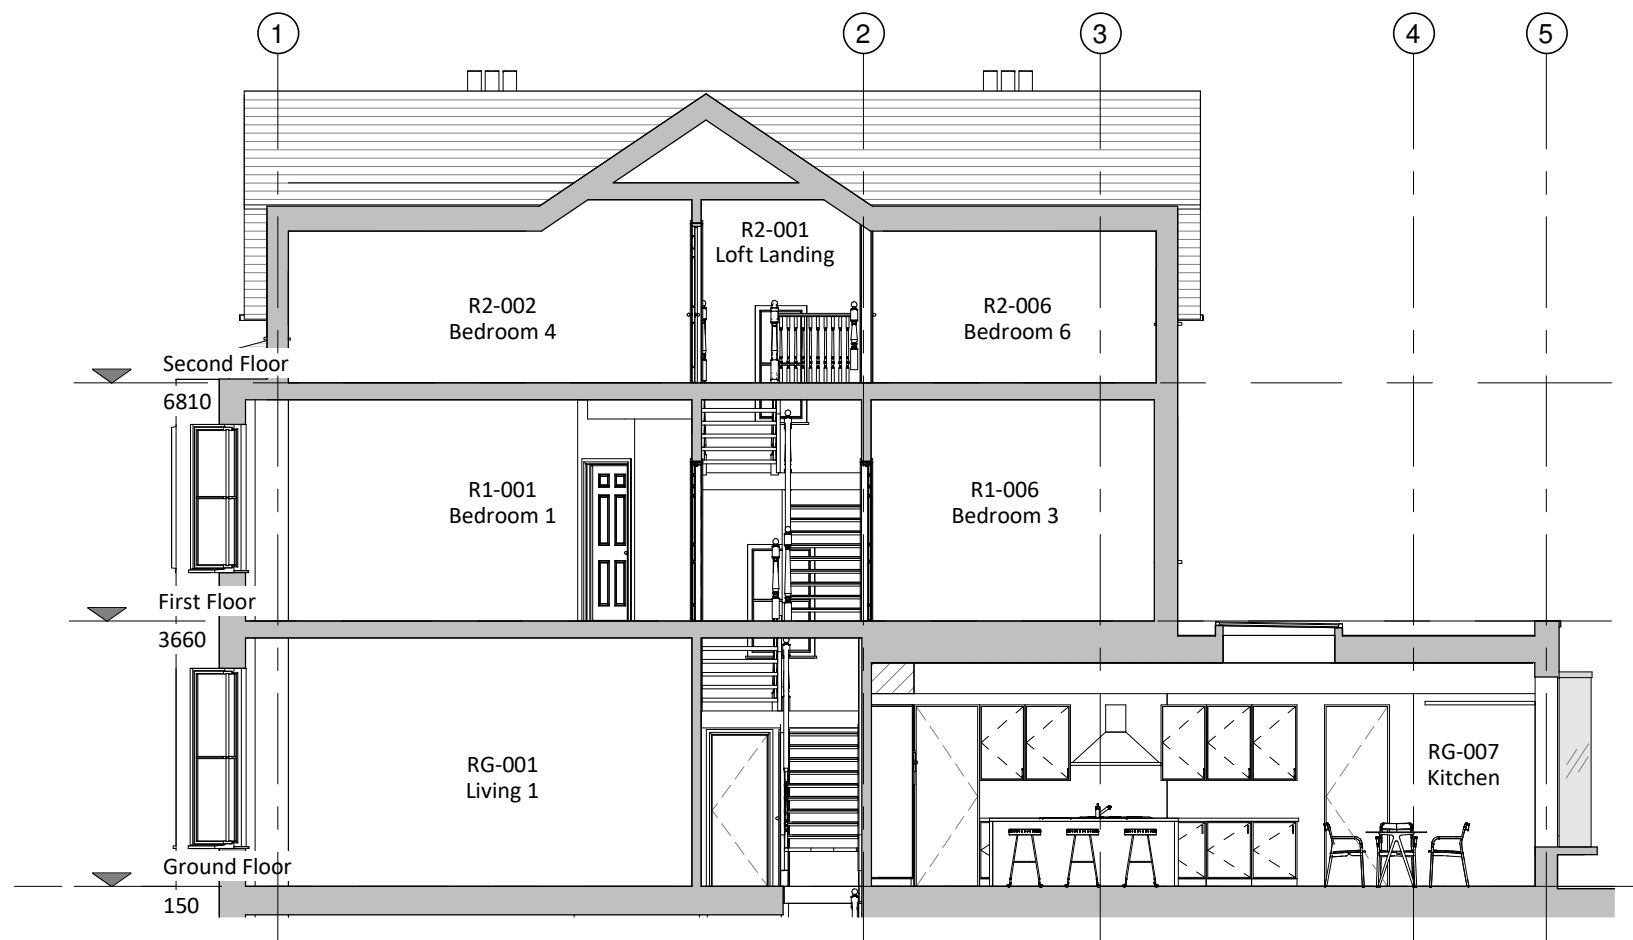 1
2
3
4
5
R2-001
Loft Landing
R2-002
Bedroom 4
R2-006
Bedroom 6
Second Floor
6810
R1-001
Bedroom 1
R1-006
Bedroom 3
First Floor
3660
RG-001
Living 1
RG-007
Kitchen
Ground Floor
150